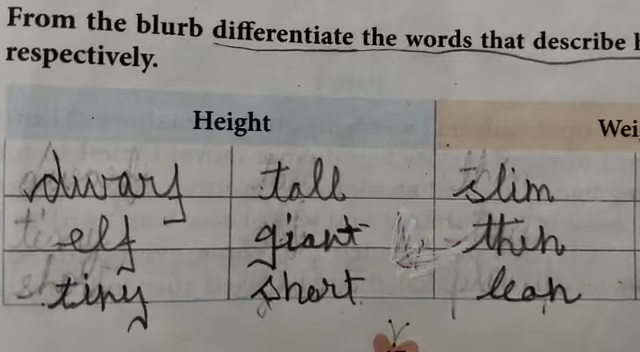 From the blurb differentiate the words that describe
respectively.
Height Wei
dwarf tall slim
elf giant thin
tiny short lean